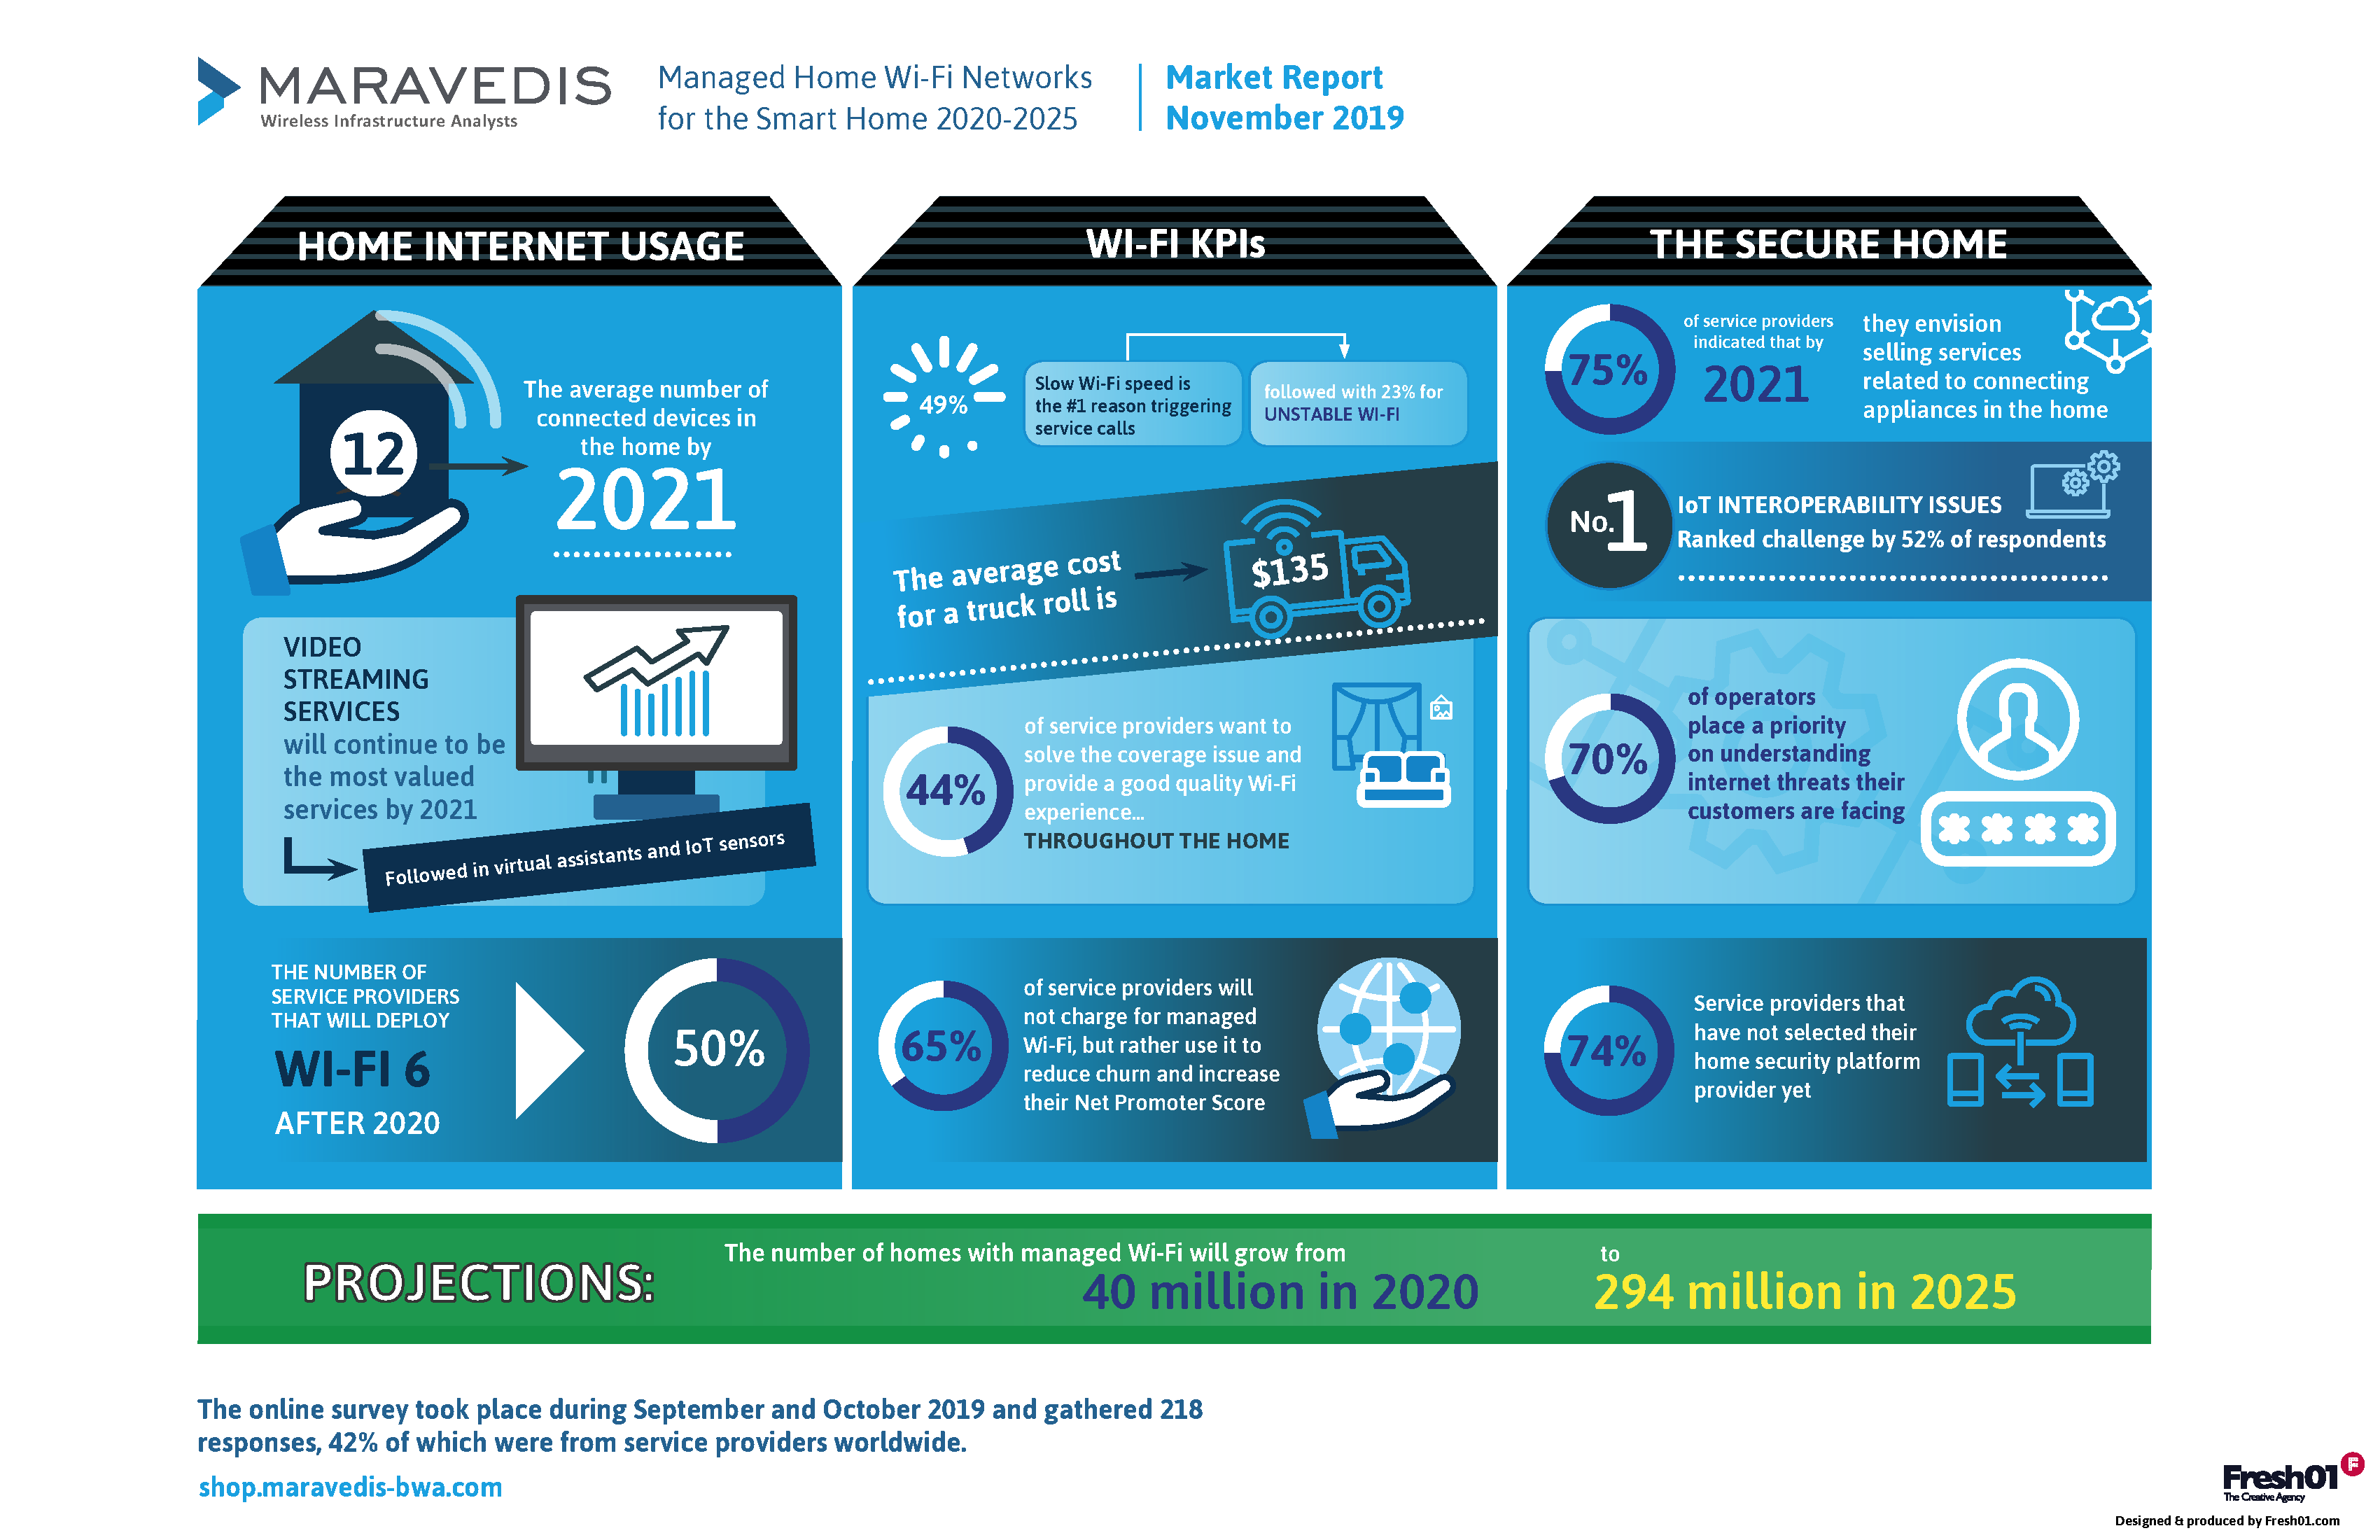 MARAVEDIS
Wireless Infrastructure Analysts
Managed Home Wi-Fi Networks
for the Smart Home 2020-2025
Market Report
November 2019
HOME INTERNET USAGE
12
The average number of
connected devices in
the home by
2021
VIDEO
STREAMING
SERVICES
will continue to be
the most valued
services by 2021
Followed in virtual assistants and IoT sensors
THE NUMBER OF
SERVICE PROVIDERS
THAT WILL DEPLOY
WI-FI 6
AFTER 2020
50%
WI-FI KPIs
49%
Slow Wi-Fi speed is
the #1 reason triggering
service calls
followed with 23% for
UNSTABLE WI-FI
The average cost
for a truck roll is
$135
44%
of service providers want to
solve the coverage issue and
provide a good quality Wi-Fi
experience...
THROUGHOUT THE HOME
65%
of service providers will
not charge for managed
Wi-Fi, but rather use it to
reduce churn and increase
their Net Promoter Score
THE SECURE HOME
75%
of service providers
indicated that by
2021
they envision
selling services
related to connecting
appliances in the home
No.1
IoT INTEROPERABILITY ISSUES
Ranked challenge by 52% of respondents
70%
of operators
place a priority
on understanding
internet threats their
customers are facing
74%
Service providers that
have not selected their
home security platform
provider yet
PROJECTIONS:
The number of homes with managed Wi-Fi will grow from
40 million in 2020
to
294 million in 2025
The online survey took place during September and October 2019 and gathered 218
responses, 42% of which were from service providers worldwide.
shop.maravedis-bwa.com
Fresh01
F
The Creative Agency
Designed & produced by Fresh01.com